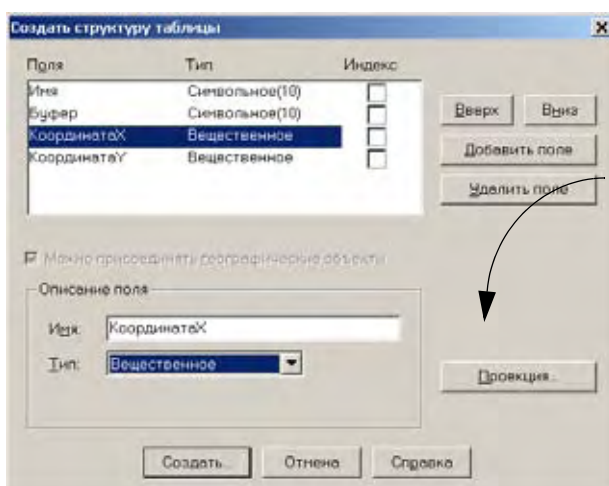 Создать структуру таблицы
Поля Тип Индекс
Имя Символьное(10)
Буфер Символьное(10)
КоординатаX Вещественное
КоординатаY Вещественное
Вверх Вниз
Добавить поле
Удалить поле
Можно присоединять географические объекты
Описание поля
Имя: КоординатаX
Тип: Вещественное
Проекция...
Создать... Отмена Справка